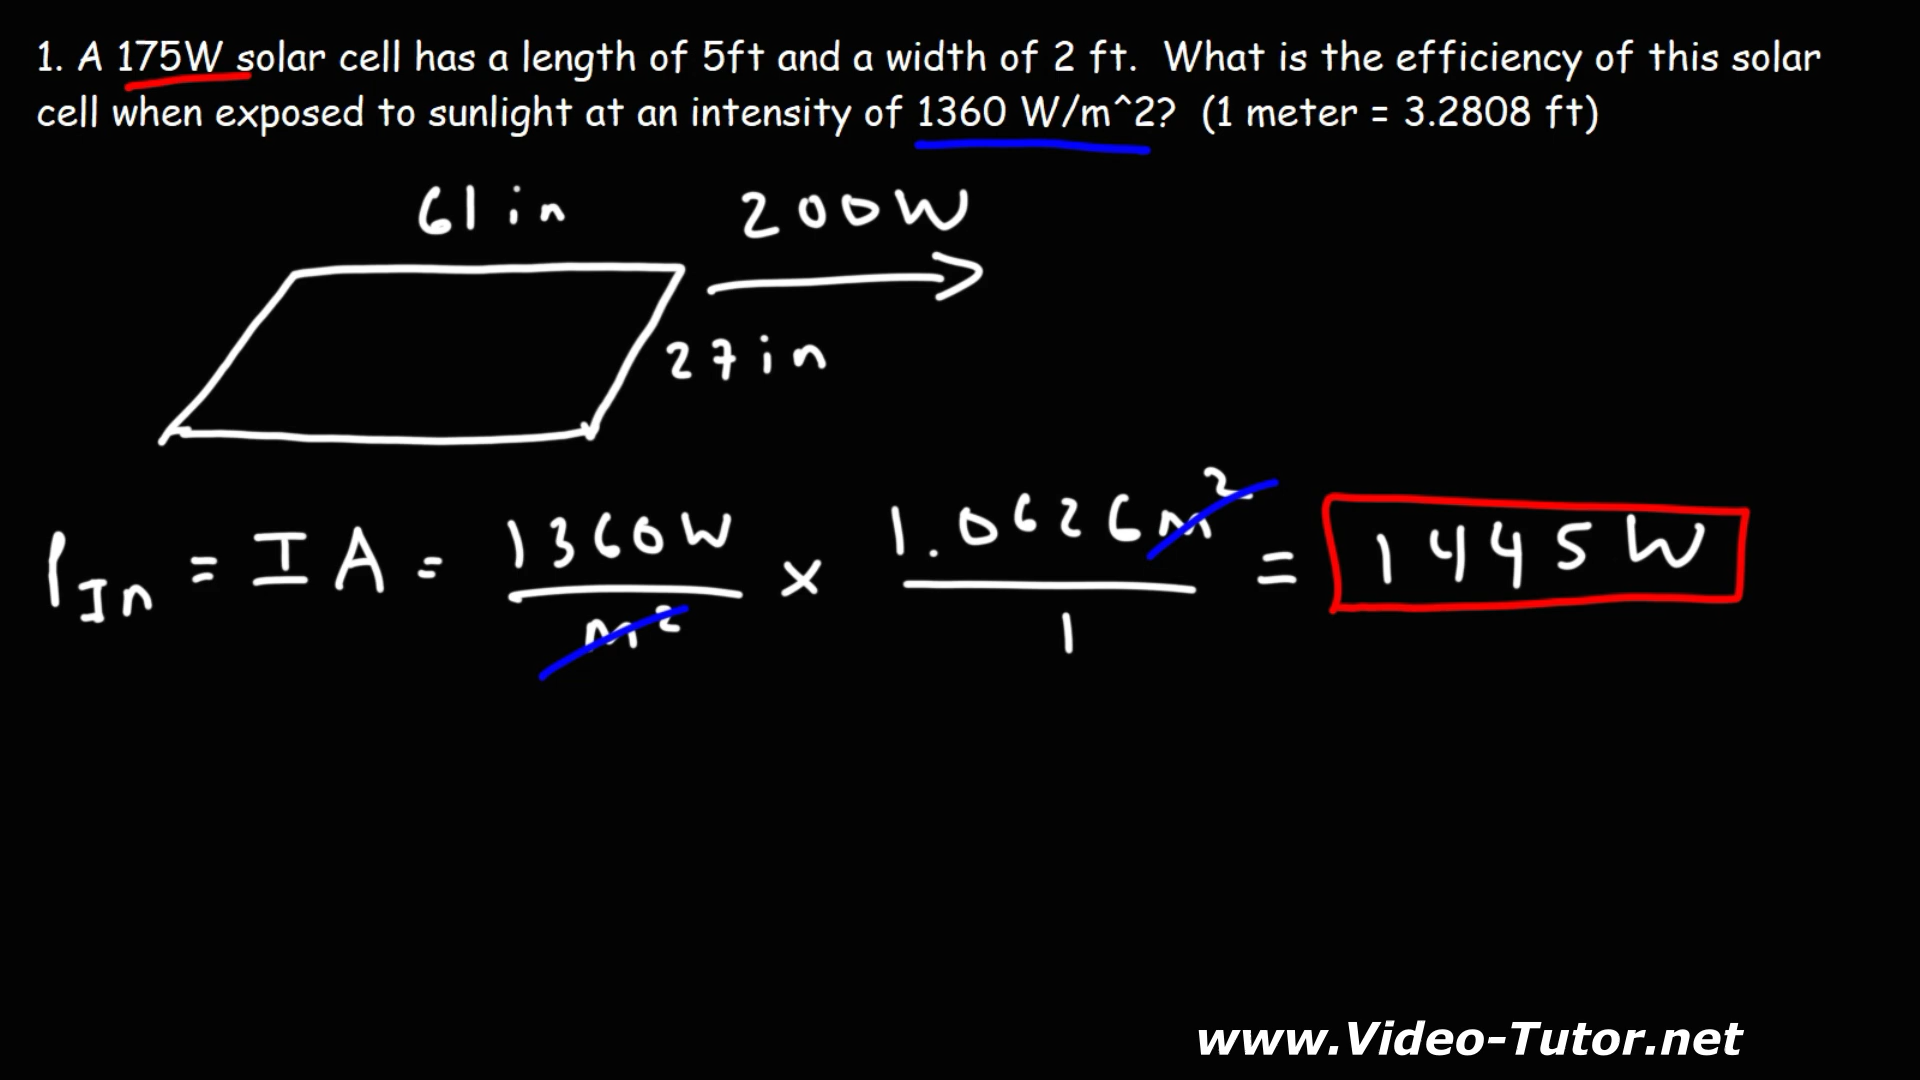 1. A 175W solar cell has a length of 5ft and a width of 2 ft. What is the efficiency of this solar
cell when exposed to sunlight at an intensity of 1360 W/m^2? (1 meter = 3.2808 ft)
61 in 200W
27 in
P_In = IA = 1360W/m² x 1.0626m²/1 = 1445W
www.Video-Tutor.net